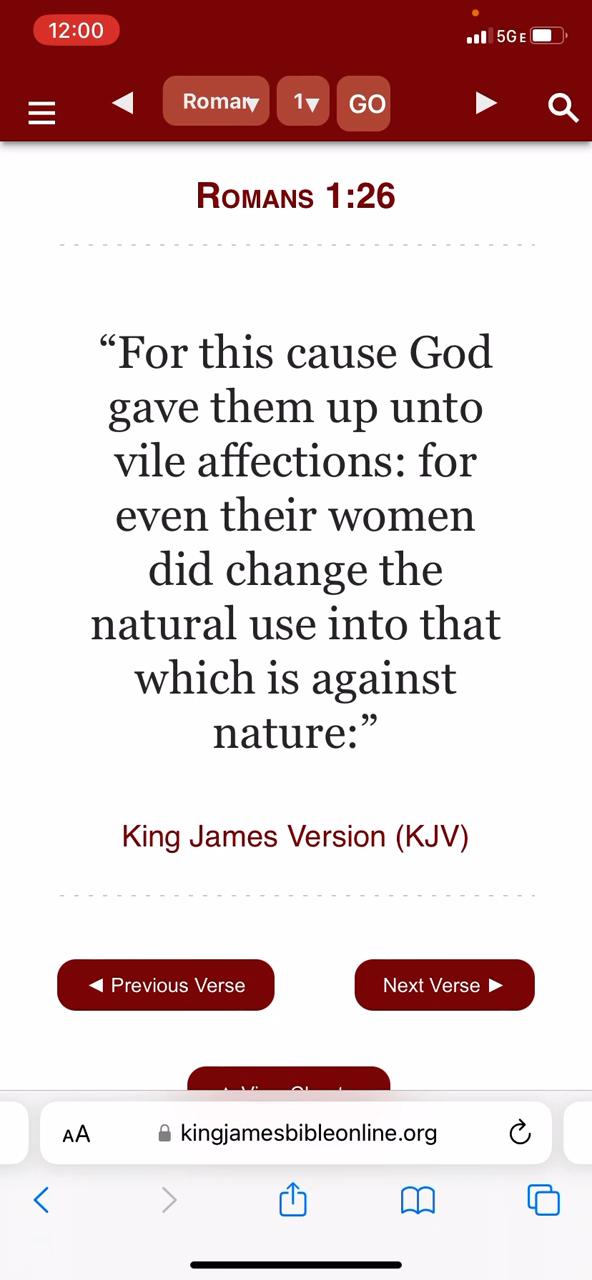 12:00
5GE
Roman
1
GO
ROMANS 1:26
“For this cause God
gave them up unto
vile affections: for
even their women
did change the
natural use into that
which is against
nature:”
King James Version (KJV)
◀ Previous Verse
Next Verse ▶
AA
kingjamesbibleonline.org